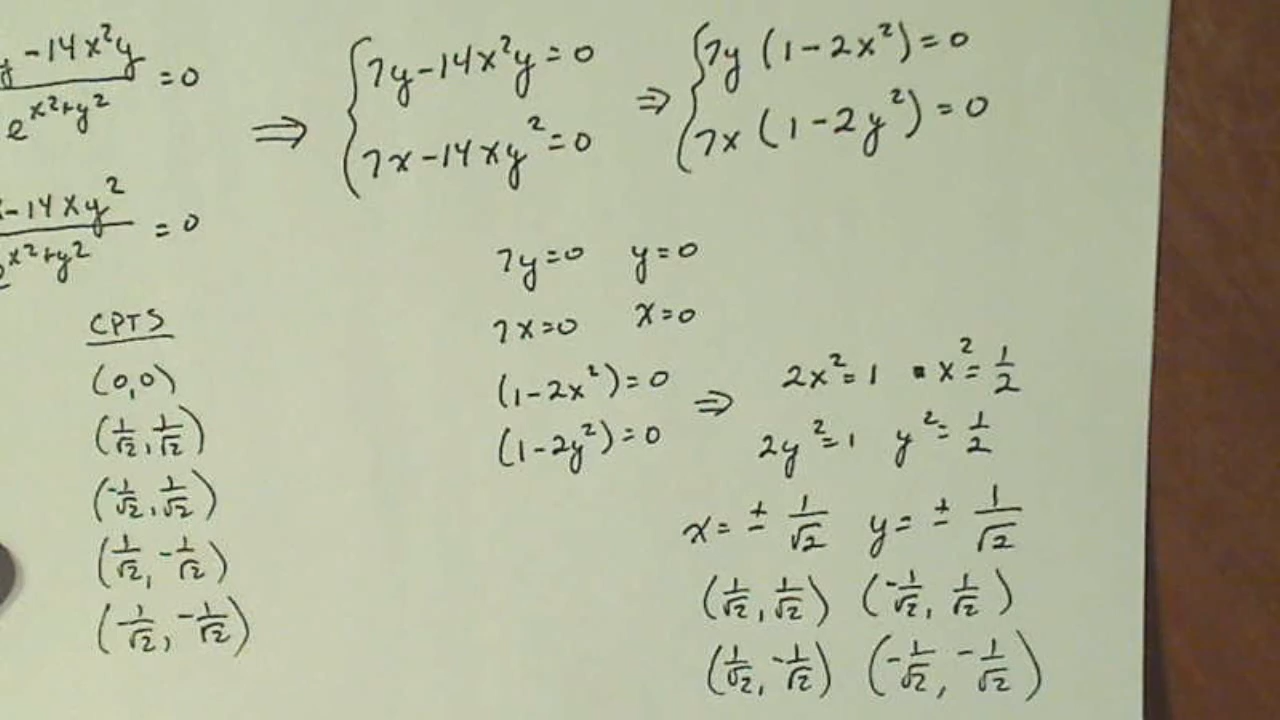 -14x²y / e^(x²+y²) = 0 ⇒ { 7y-14x²y=0 ⇒ { 7y (1-2x²)=0
7x-14xy²=0 7x (1-2y²)=0
-14xy² / e^(x²+y²) = 0
7y=0 y=0
7x=0 x=0
(1-2x²)=0 ⇒ 2x²=1 x²=1/2
(1-2y²)=0 2y²=1 y²=1/2
x=±1/√2 y=±1/√2
(1/√2, 1/√2) (-1/√2, 1/√2)
(1/√2, -1/√2) (-1/√2, -1/√2)
CPTS
(0,0)
(1/√2, 1/√2)
(-1/√2, 1/√2)
(1/√2, -1/√2)
(-1/√2, -1/√2)